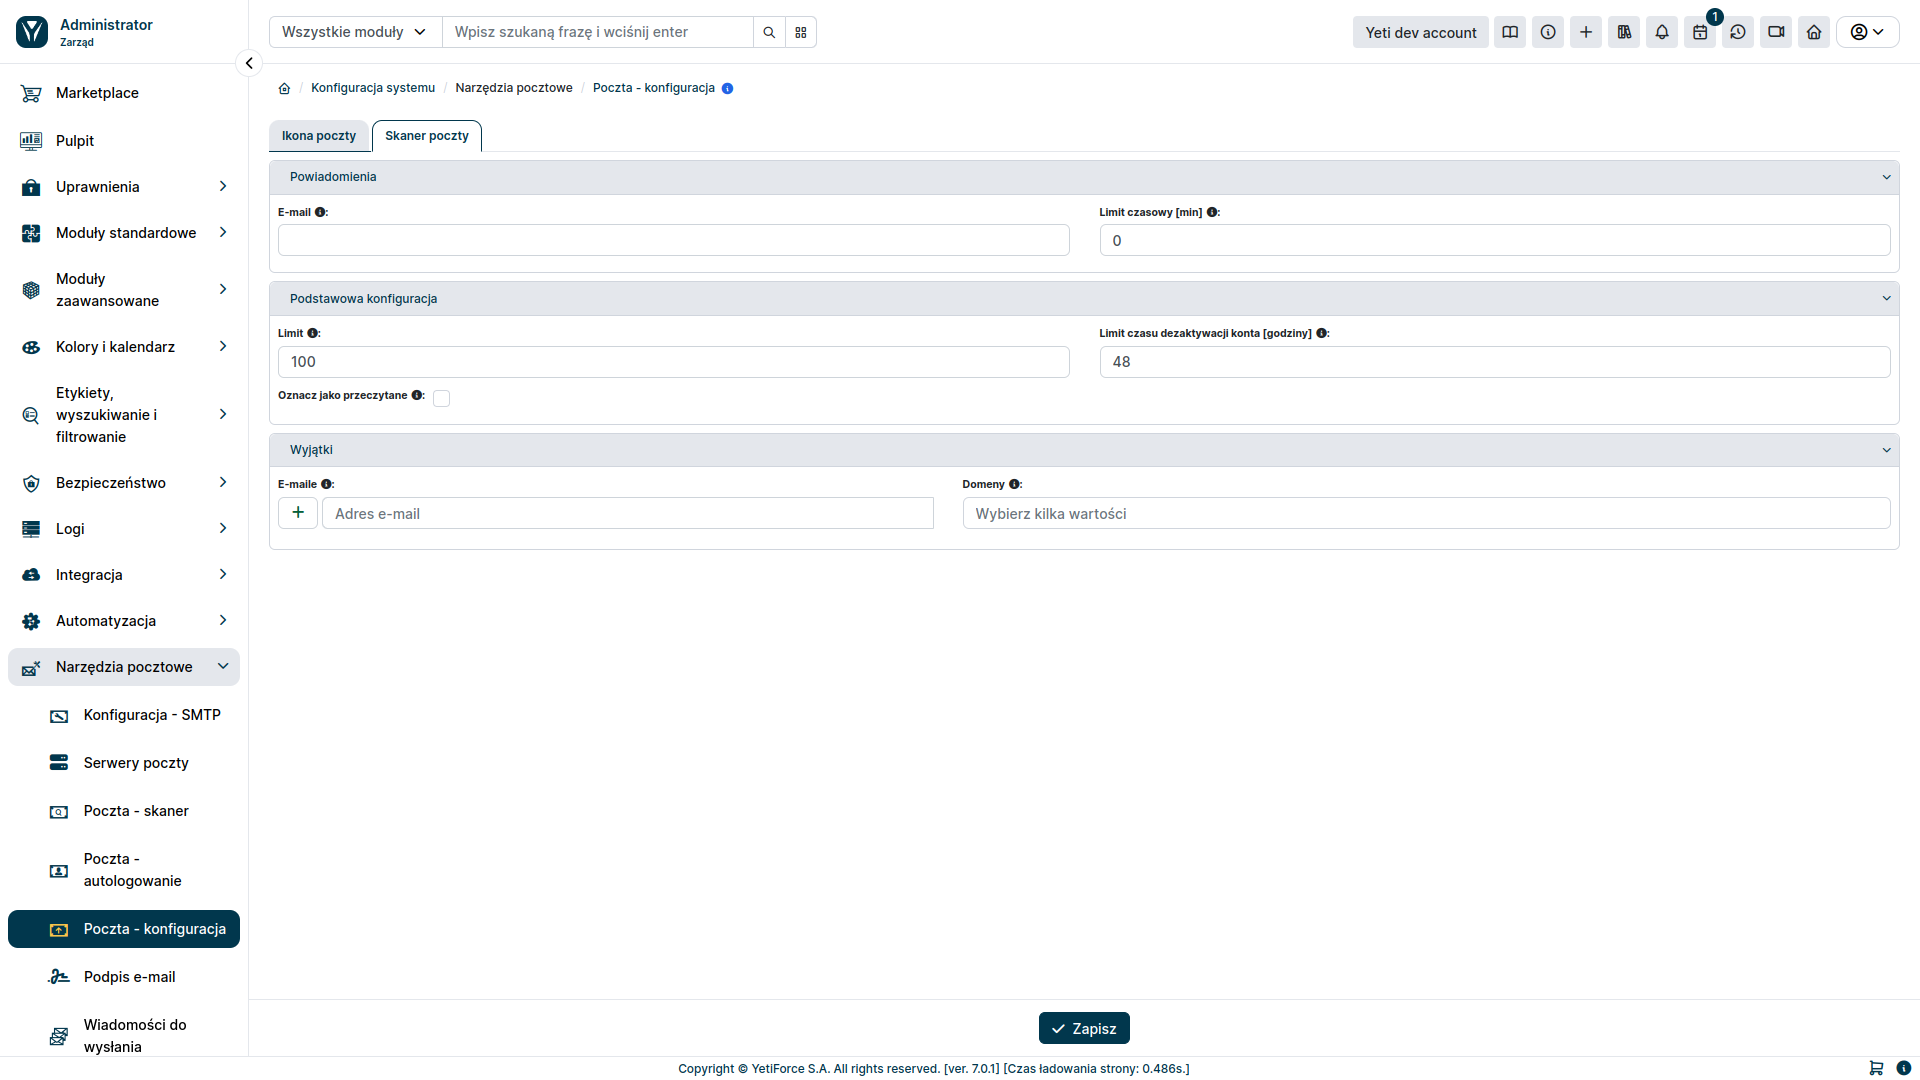 Administrator
Zarząd
Wszystkie moduły
Wpisz szukaną frazę i wciśnij enter
Yeti dev account
1
Marketplace
Pulpit
Uprawnienia
Moduły standardowe
Moduły
zaawansowane
Kolory i kalendarz
Etykiety,
wyszukiwanie i
filtrowanie
Bezpieczeństwo
Logi
Integracja
Automatyzacja
Narzędzia pocztowe
Konfiguracja - SMTP
Serwery poczty
Poczta - skaner
Poczta -
autologowanie
Poczta - konfiguracja
Podpis e-mail
Wiadomości do
wysłania
/ Konfiguracja systemu / Narzędzia pocztowe / Poczta - konfiguracja
Ikona poczty
Skaner poczty
Powiadomienia
E-mail :
Limit czasowy [min] :
0
Podstawowa konfiguracja
Limit :
Limit czasu dezaktywacji konta [godziny] :
100
48
Oznacz jako przeczytane :
Wyjątki
E-maile :
Domeny :
Adres e-mail
Wybierz kilka wartości
Zapisz
Copyright © YetiForce S.A. All rights reserved. [ver. 7.0.1] [Czas ładowania strony: 0.486s.]